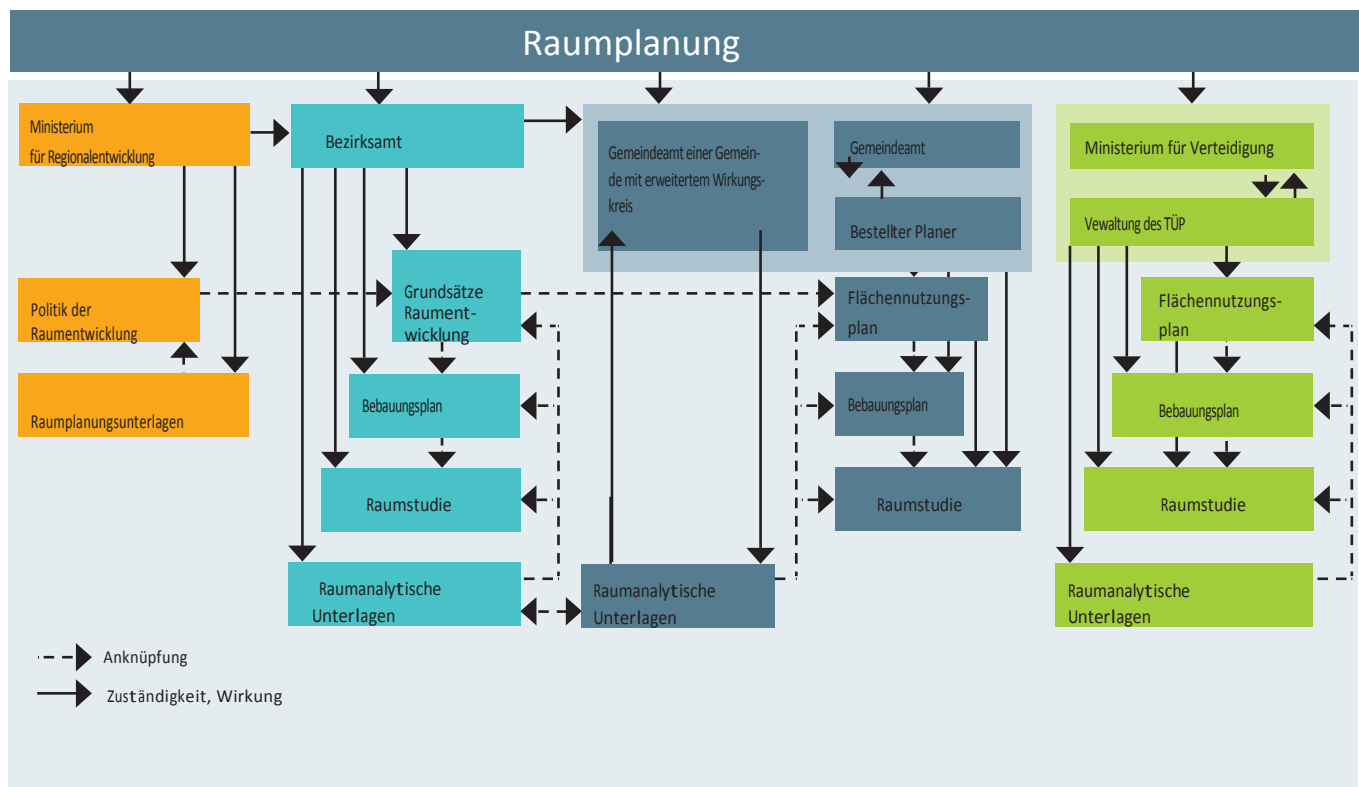 Raumplanung
Ministerium
für Regionalentwicklung
Bezirksamt
Gemeindeamt einer Gemein-
de mit erweitertem Wirkungs-
kreis
Gemeindeamt
Bestellter Planer
Ministerium für Verteidigung
Vewaltung des TÜP
Politik der
Raumentwicklung
Grundsätze
Raument-
wicklung
Flächennutzungs-
plan
Flächennutzungs-
plan
Raumplanungsunterlagen
Bebauungsplan
Bebauungsplan
Bebauungsplan
Raumstudie
Raumstudie
Raumstudie
Raumanalytische
Unterlagen
Raumanalytische
Unterlagen
Raumanalytische
Unterlagen
Anknüpfung
Zuständigkeit, Wirkung